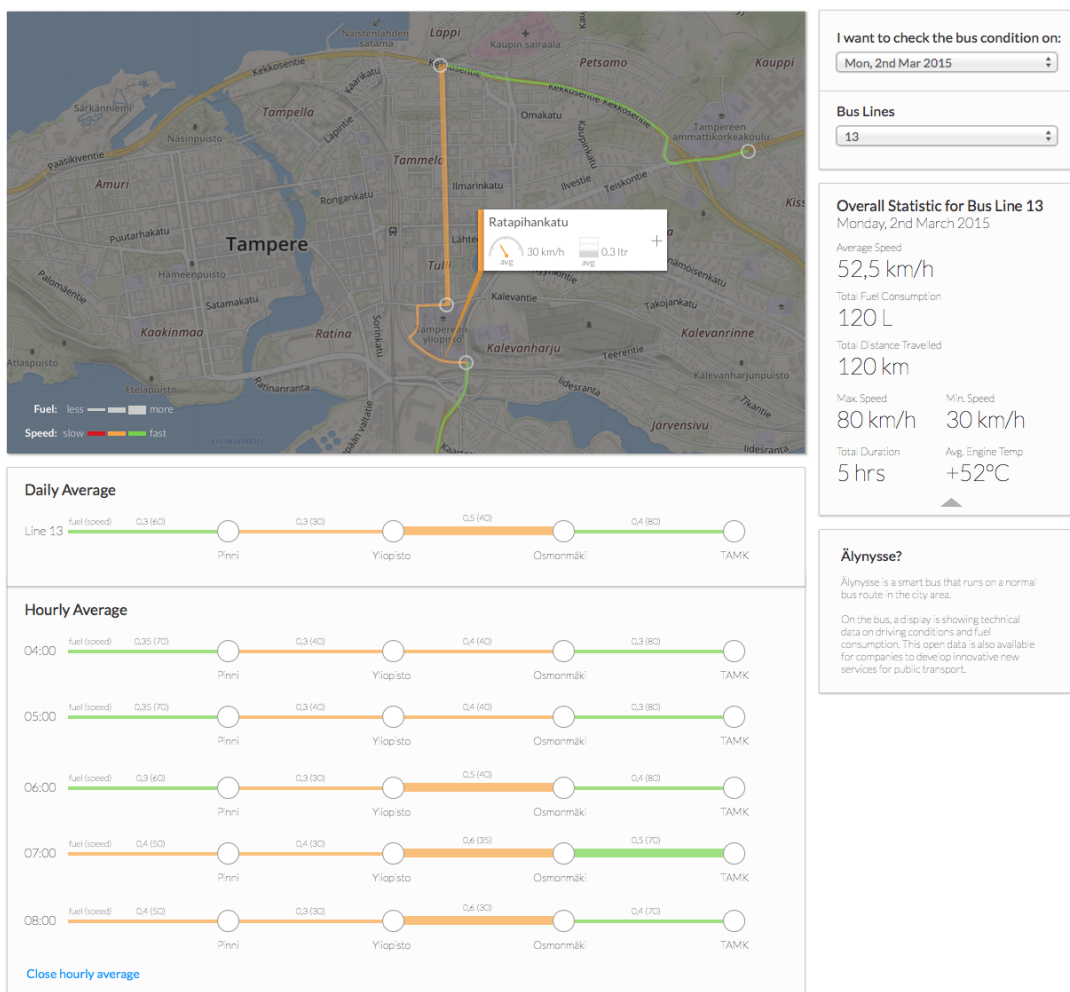 Naistenlahden
satama
Lappi
Kaupin sairaala
Petsamo
Kauppi
Kekkosentie
Kekkosentie
Kekkosentie Kekkosentie
Kaarikatu
Särkänniemi
Tampella
Lapintie
Omakatu
Kaupinkatu
Tampereen
ammattikorkeakoulu
Näsinpuisto
Paasikiventie
Tammela
Amuri
Ilmarinkatu
Ilvestie
Teiskontie
Rongankatu
Kiss
Puutarhakatu
Tampere
Lähte
Ratapihankatu
30 km/h
avg
0.3 ltr
avg
+
Hämeenpuisto
Tulli
Palomäentie
Satamakatu
Kalevantie
Takojankatu
Kaakinmaa
Ratina
Sorinkatu
Tampereen
yliopisto
Kalevanharju
Teerentie
Kalevanrinne
Atlaspuisto
Kalevanharjunpuisto
Eteläpuisto
Ratinanranta
Iidesranta
Tikantie
Järvensivu
Viinikanlahti
Iidesranta
Fuel: less more
Speed: slow fast
I want to check the bus condition on:
Mon, 2nd Mar 2015
Bus Lines
13
Overall Statistic for Bus Line 13
Monday, 2nd March 2015
Average Speed
52,5 km/h
Total Fuel Consumption
120 L
Total Distance Travelled
120 km
Max. Speed Min. Speed
80 km/h 30 km/h
Total Duration Avg. Engine Temp
5 hrs +52°C
Älynysse?
Älynysse is a smart bus that runs on a normal
bus route in the city area.
On the bus, a display is showing technical
data on driving conditions and fuel
consumption. This open data is also available
for companies to develop innovative new
services for public transport.
Daily Average
Line 13 fuel (speed) 0,3 (60) 0,3 (30) 0,5 (40) 0,4 (80)
Pinni Yliopisto Osmonmäki TAMK
Hourly Average
04:00 fuel (speed) 0,35 (70) 0,3 (40) 0,4 (40) 0,3 (80)
Pinni Yliopisto Osmonmäki TAMK
05:00 fuel (speed) 0,35 (70) 0,3 (40) 0,4 (40) 0,3 (80)
Pinni Yliopisto Osmonmäki TAMK
06:00 fuel (speed) 0,3 (60) 0,3 (30) 0,5 (40) 0,4 (80)
Pinni Yliopisto Osmonmäki TAMK
07:00 fuel (speed) 0,4 (50) 0,4 (30) 0,6 (35) 0,5 (70)
Pinni Yliopisto Osmonmäki TAMK
08:00 fuel (speed) 0,4 (50) 0,3 (30) 0,6 (30) 0,4 (70)
Pinni Yliopisto Osmonmäki TAMK
Close hourly average